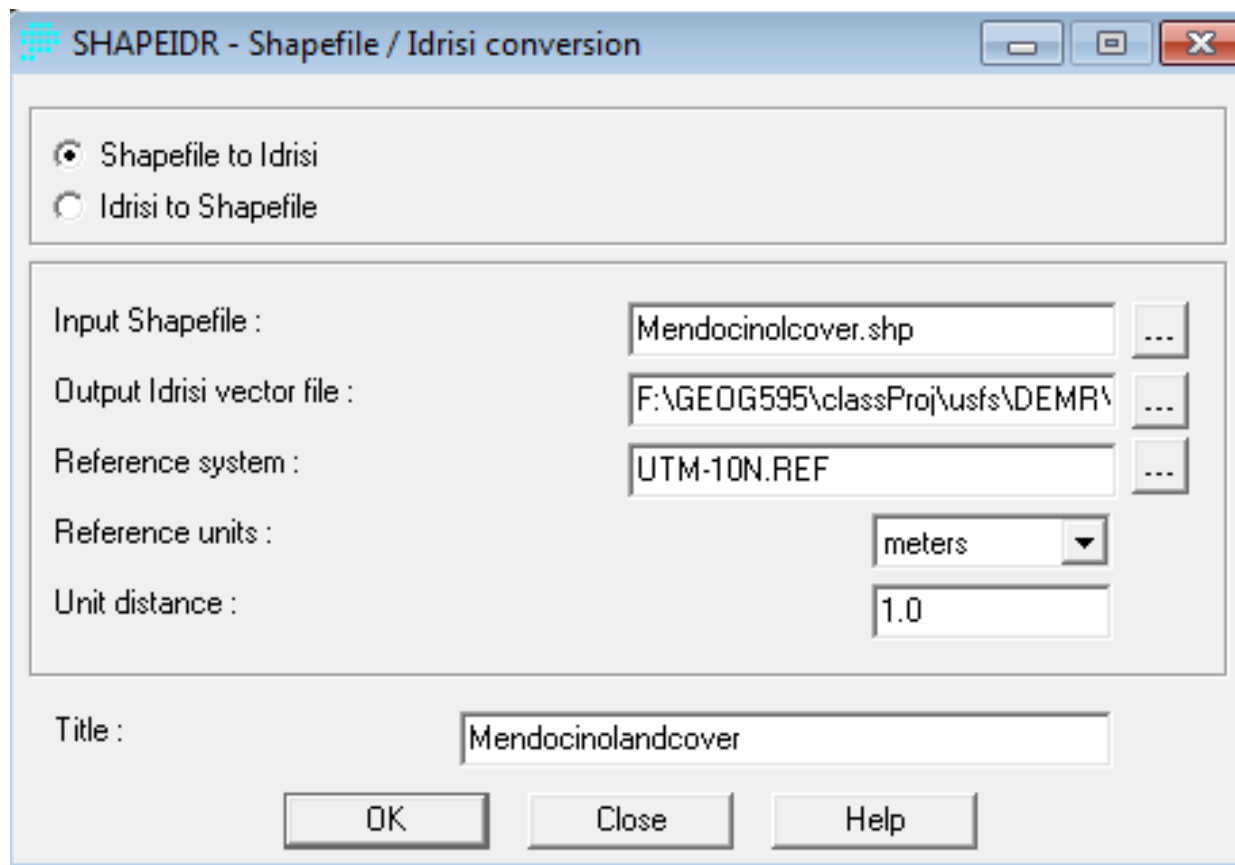 SHAPEIDR - Shapefile / Idrisi conversion
Shapefile to Idrisi
Idrisi to Shapefile
Input Shapefile : Mendocinolcover.shp ...
Output Idrisi vector file : F:\GEOG595\classProj\usfs\DEMR\ ...
Reference system : UTM-10N.REF ...
Reference units : meters
Unit distance : 1.0
Title : Mendocinolandcover
OK Close Help